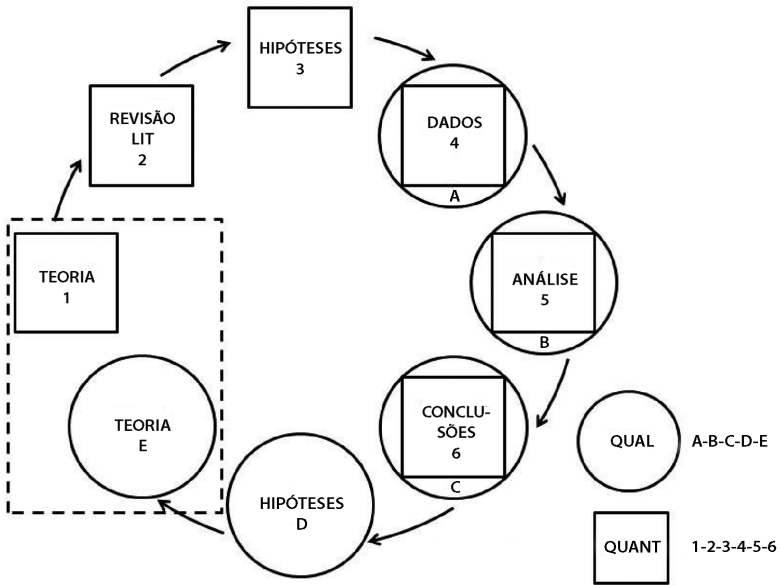 HIPÓTESES
3
REVISÃO
LIT
2
DADOS
4
A
TEORIA
1
ANÁLISE
5
B
TEORIA
E
CONCLU-
SÕES
6
C
HIPÓTESES
D
QUAL
A-B-C-D-E
QUANT
1-2-3-4-5-6